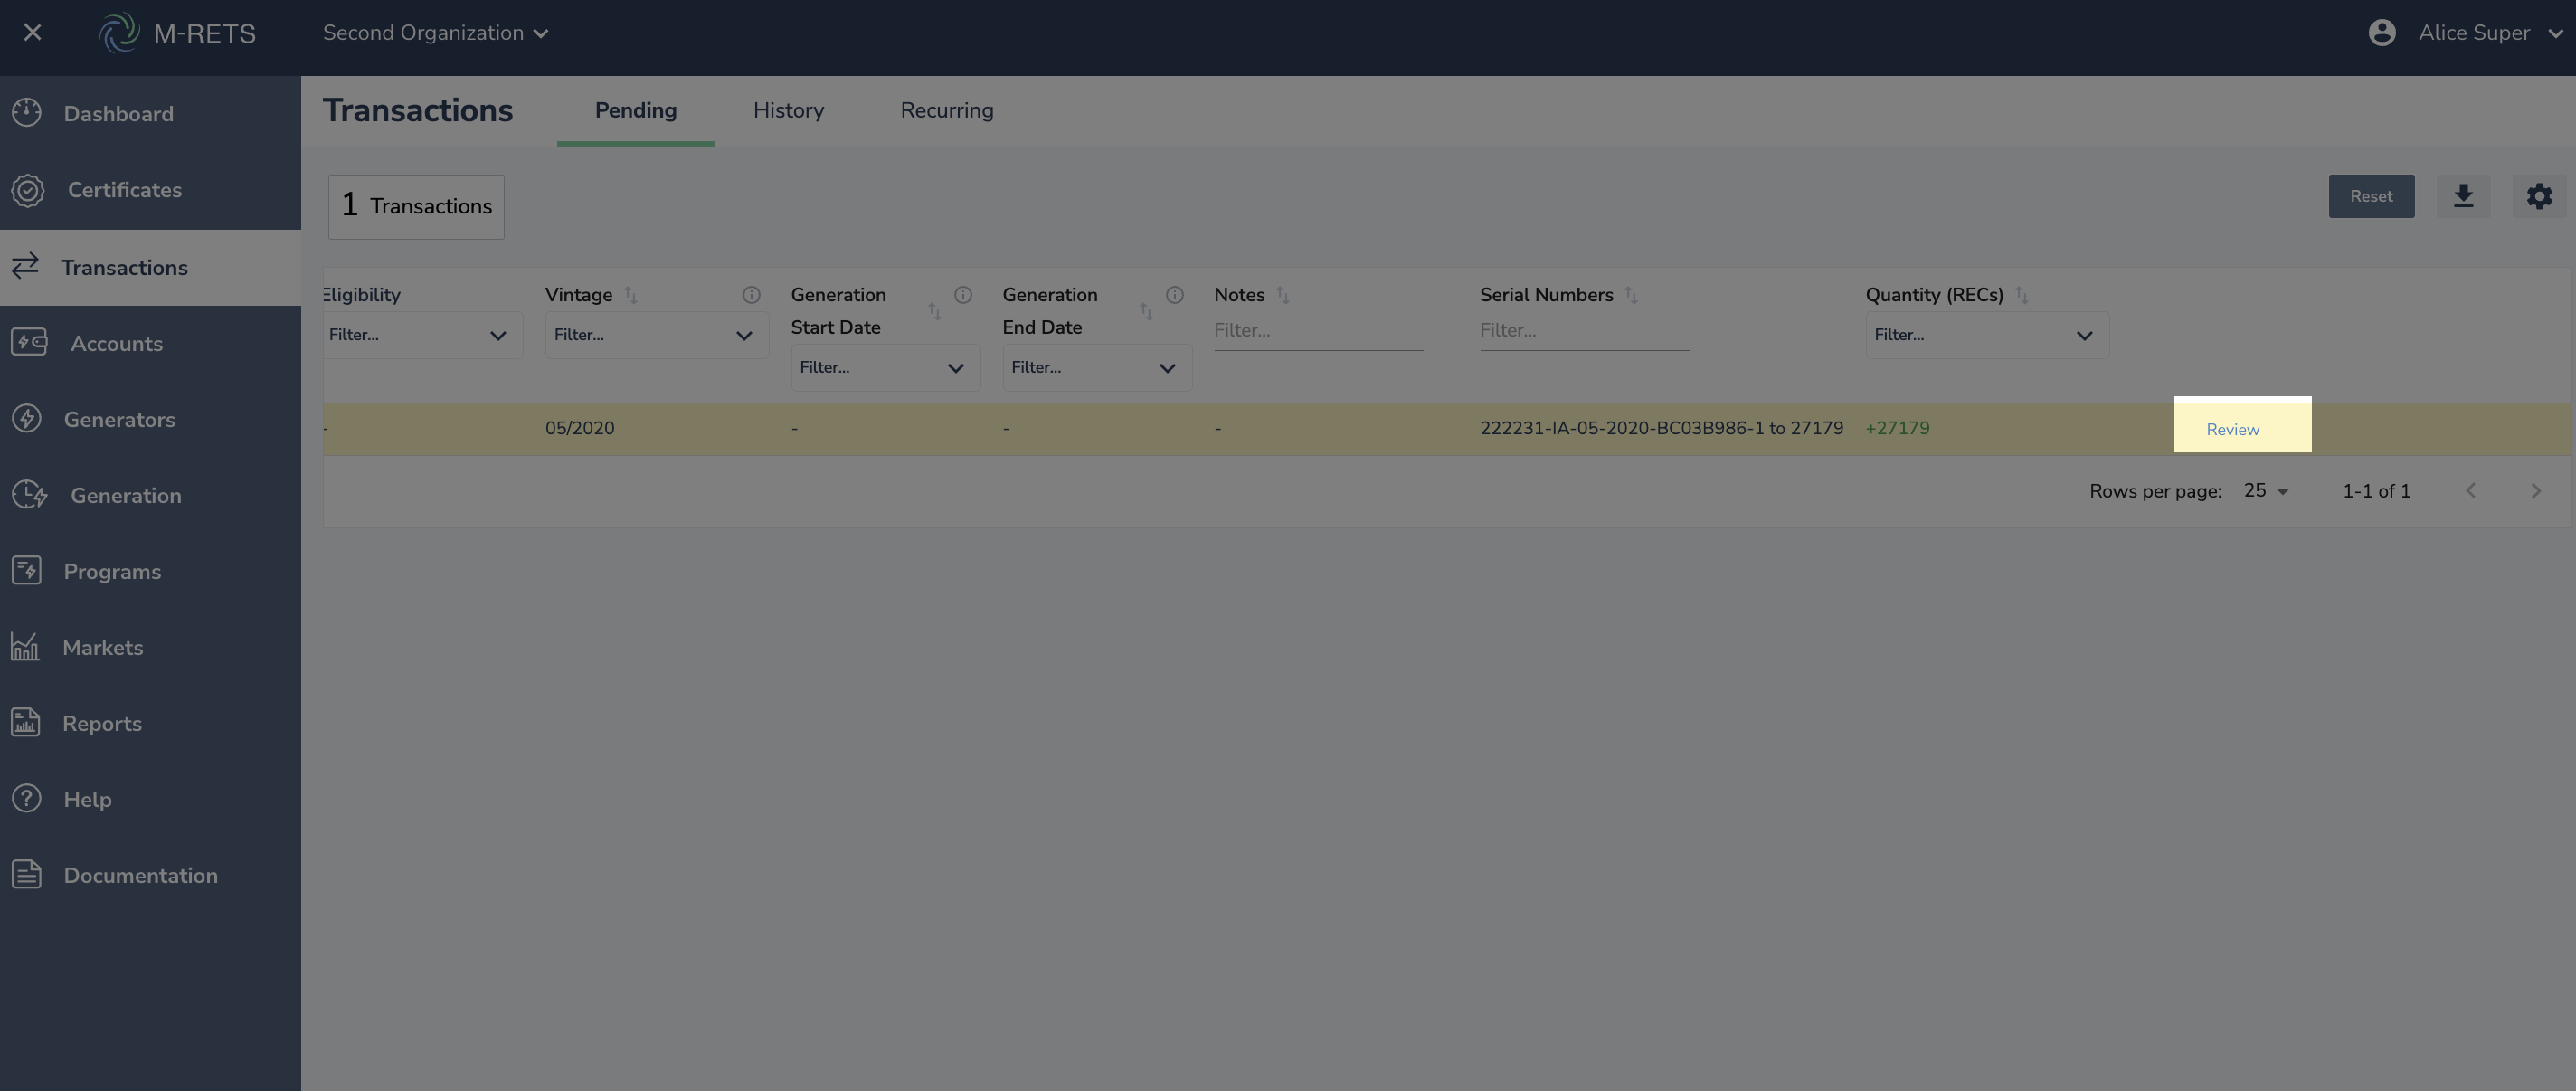 M-RETS
Second Organization
Alice Super
Dashboard
Certificates
Transactions
Accounts
Generators
Generation
Programs
Markets
Reports
Help
Documentation
Transactions
Pending
History
Recurring
1 Transactions
Reset
Eligibility
Filter...
Vintage
Filter...
Generation
Start Date
Filter...
Generation
End Date
Filter...
Notes
Filter...
Serial Numbers
Filter...
Quantity (RECs)
Filter...
- 05/2020 - - - 222231-IA-05-2020-BC03B986-1 to 27179 +27179 Review
Rows per page: 25 1-1 of 1